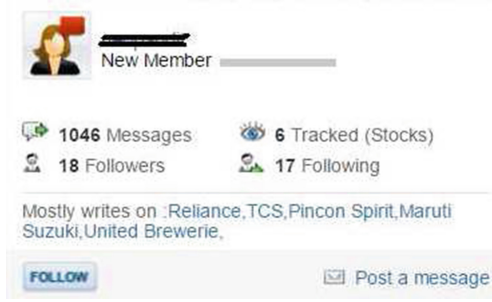 New Member
1046 Messages 6 Tracked (Stocks)
18 Followers 17 Following
Mostly writes on :Reliance,TCS,Pincon Spirit,Maruti
Suzuki,United Brewerie,
FOLLOW Post a message